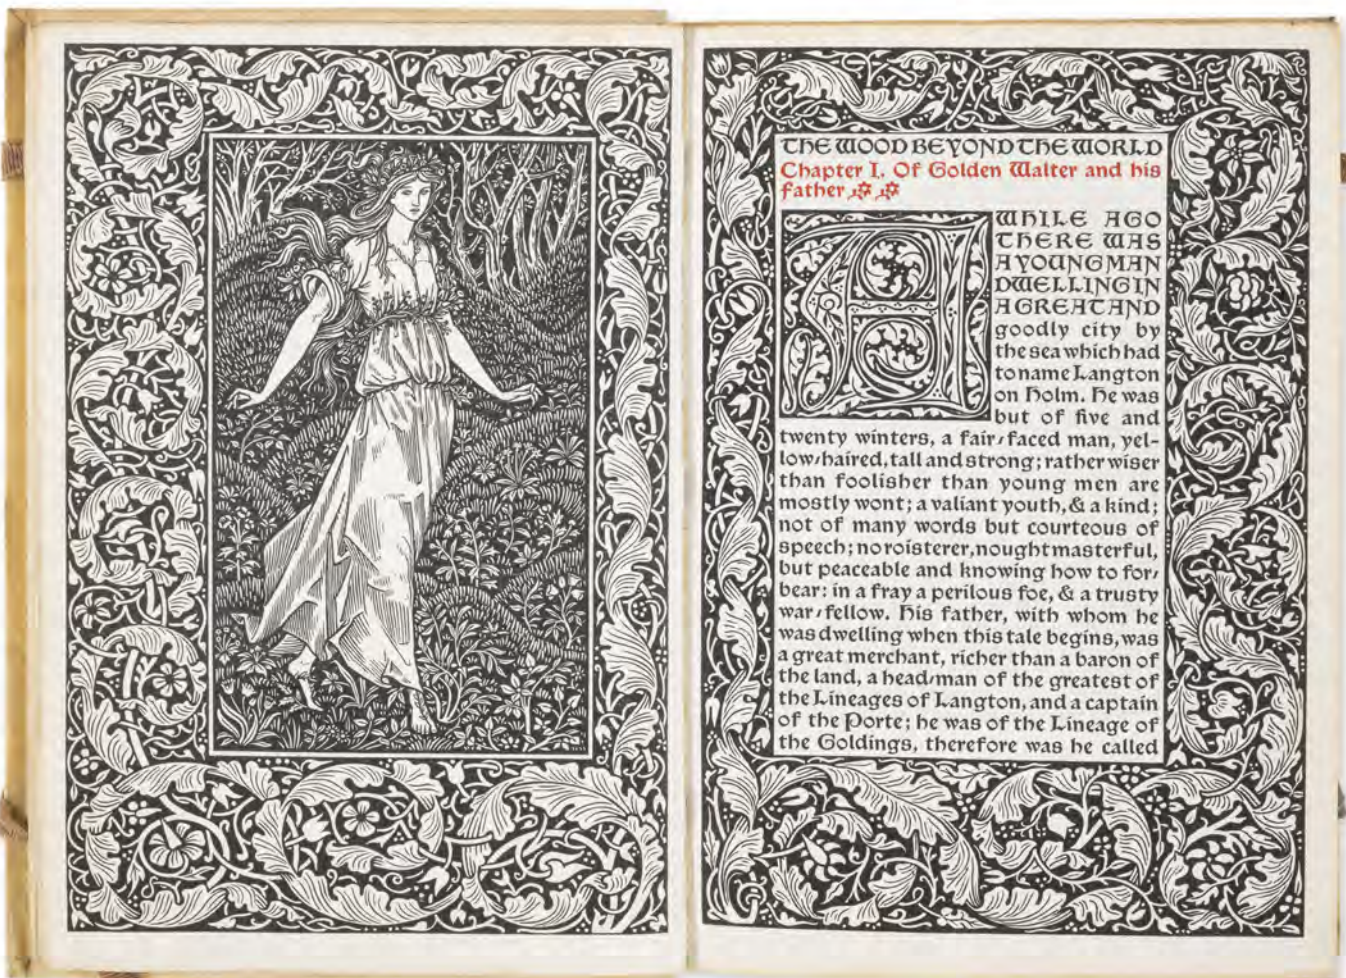 THE WOOD BEYOND THE WORLD
Chapter I. Of Golden Walter and his
father
A WHILE AGO
THERE WAS
A YOUNG MAN
DWELLING IN
A GREAT AND
goodly city by
the sea which had
to name Langton
on Holm. He was
but of five and
twenty winters, a fair-faced man, yel-
low-haired, tall and strong; rather wiser
than foolisher than young men are
mostly wont; a valiant youth, & a kind;
not of many words but courteous of
speech; no roisterer, nought masterful,
but peaceable and knowing how to for-
bear: in a fray a perilous foe, & a trusty
war-fellow. His father, with whom he
was dwelling when this tale begins, was
a great merchant, richer than a baron of
the land, a head-man of the greatest of
the Lineages of Langton, and a captain
of the Porte; he was of the Lineage of
the Goldings, therefore was he called